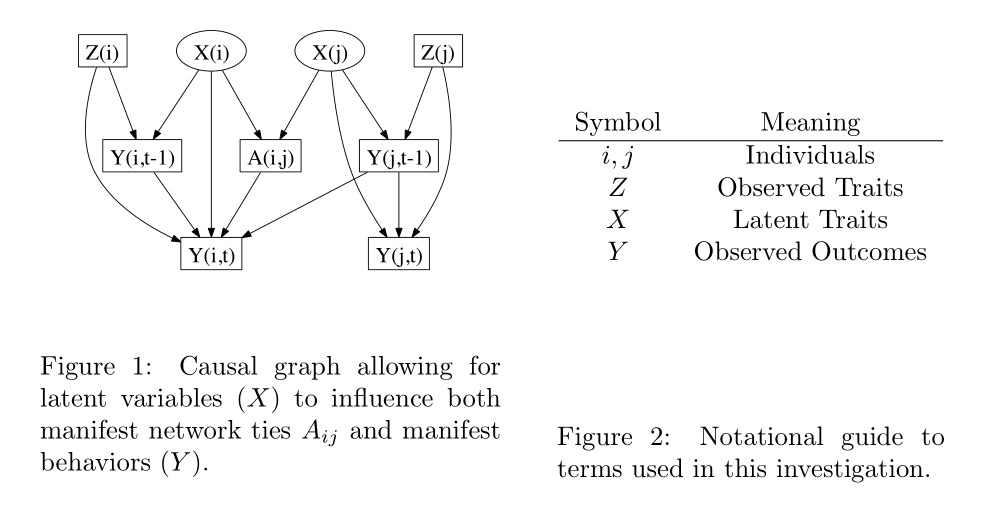 Z(i) X(i) X(j) Z(j)
Y(i,t-1) A(i,j) Y(j,t-1)
Y(i,t) Y(j,t)
Figure 1: Causal graph allowing for
latent variables (X) to influence both
manifest network ties A_{ij} and manifest
behaviors (Y).
Symbol Meaning
i, j Individuals
Z Observed Traits
X Latent Traits
Y Observed Outcomes
Figure 2: Notational guide to
terms used in this investigation.